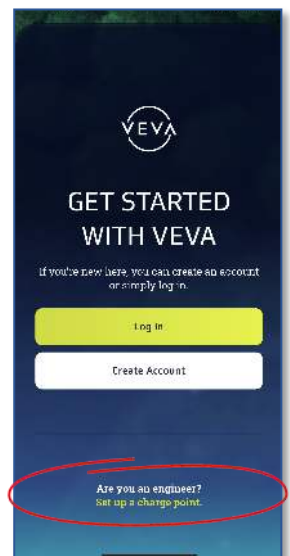 VEVA
GET STARTED
WITH VEVA
If you're new here, you can create an account
or simply log in.
Log in
Create Account
Are you an engineer?
Set up a charge point.